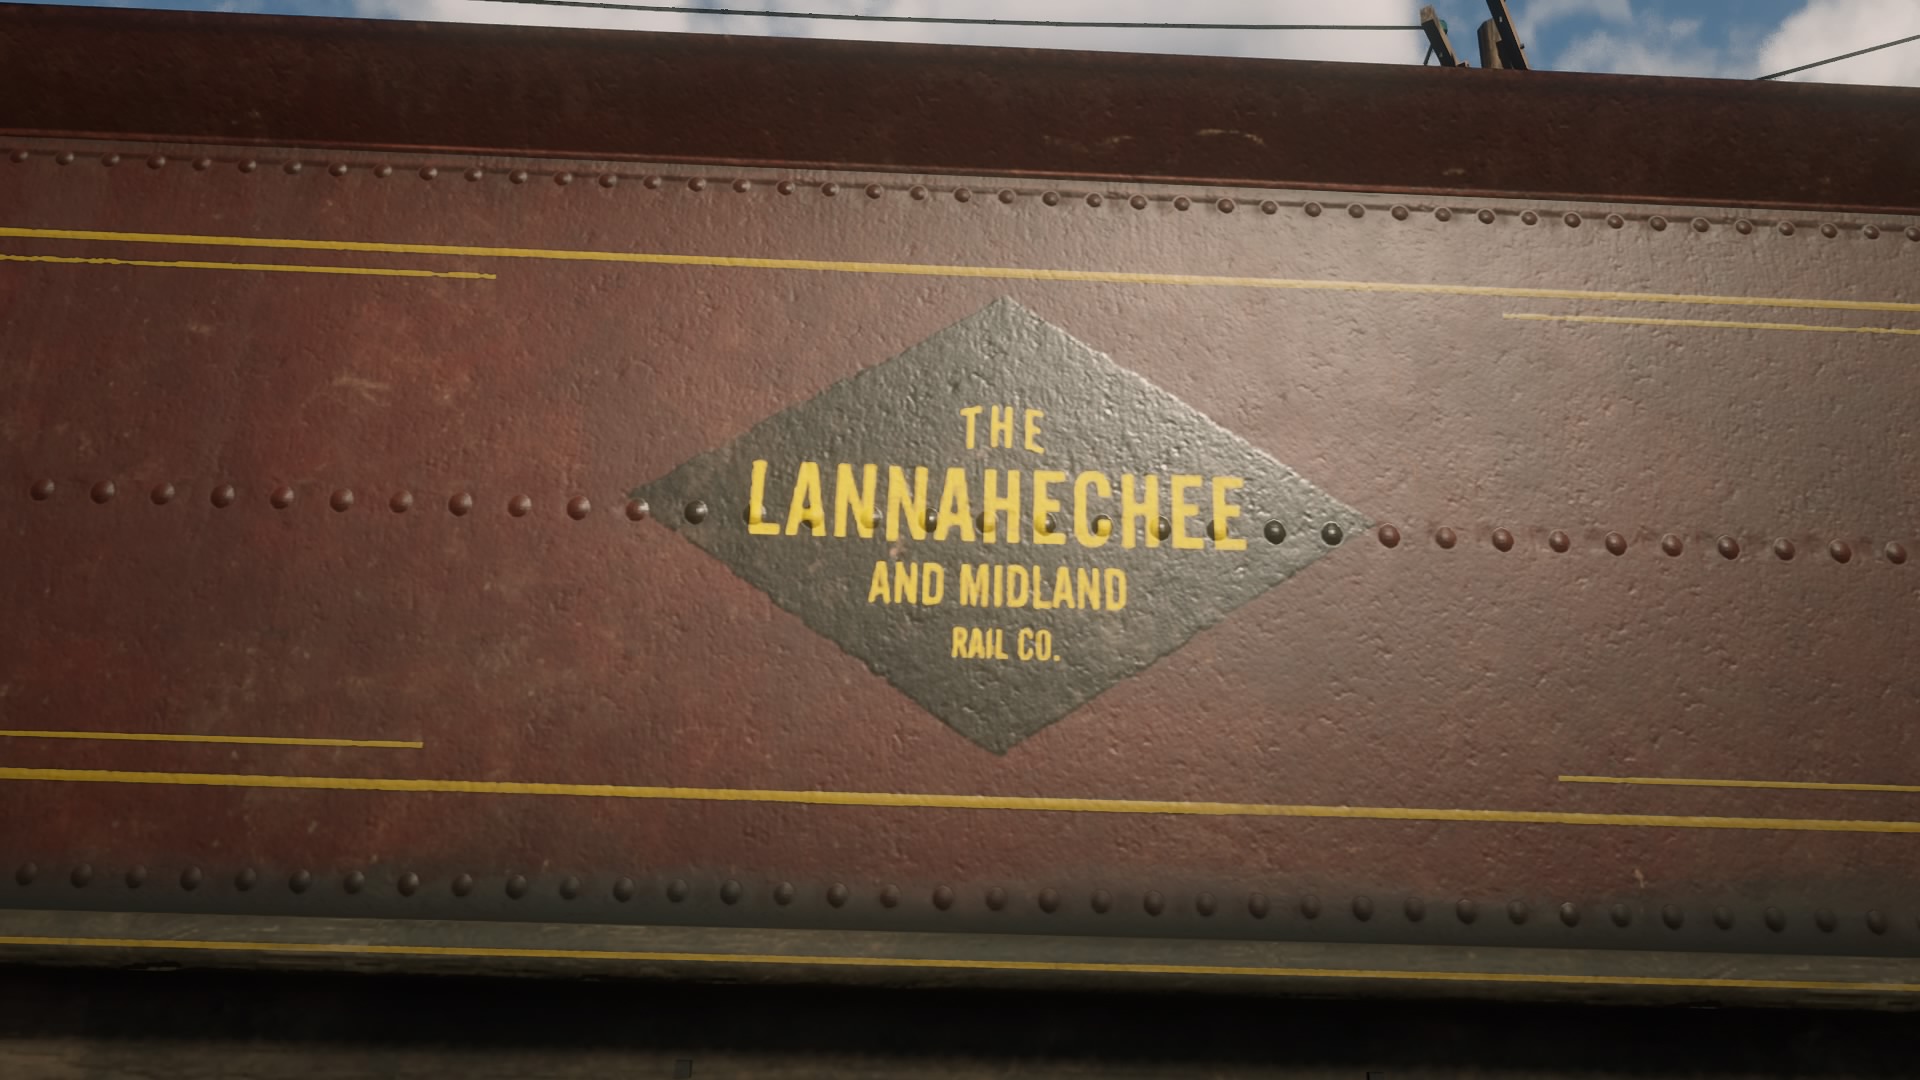 THE
LANNAHECHEE
AND MIDLAND
RAIL CO.